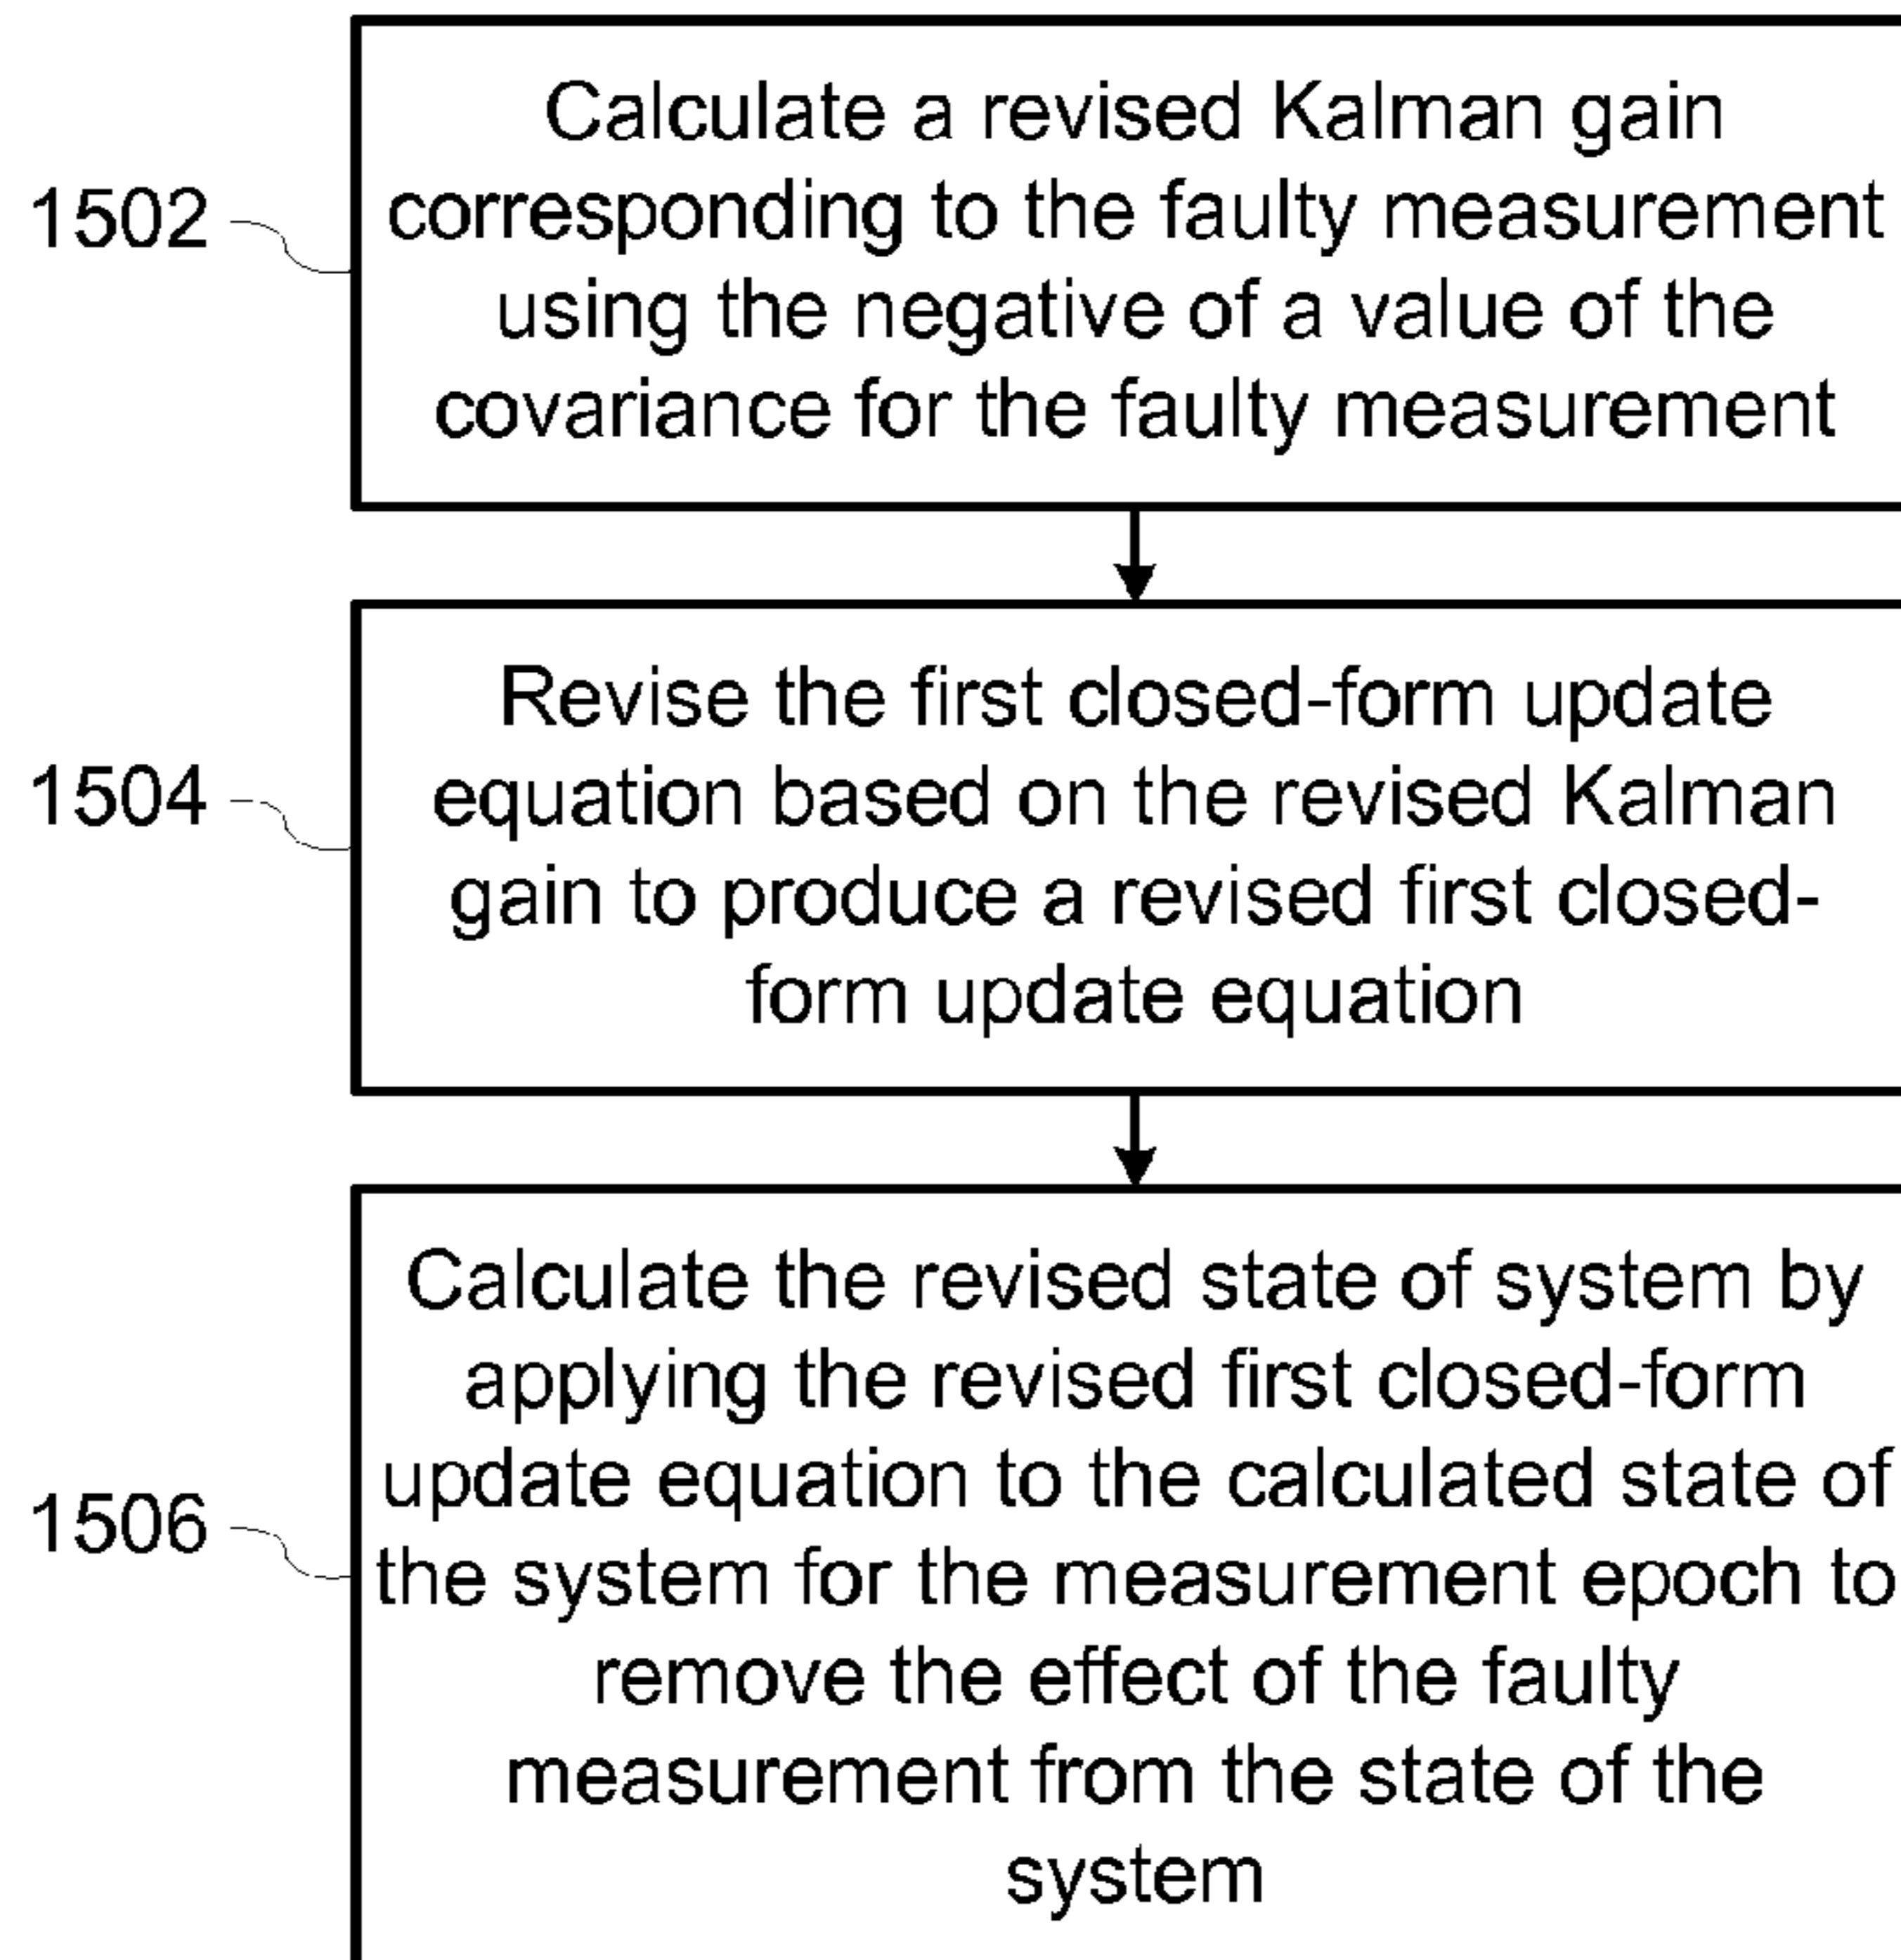 1502
Calculate a revised Kalman gain
corresponding to the faulty measurement
using the negative of a value of the
covariance for the faulty measurement
1504
Revise the first closed-form update
equation based on the revised Kalman
gain to produce a revised first closed-
form update equation
1506
Calculate the revised state of system by
applying the revised first closed-form
update equation to the calculated state of
the system for the measurement epoch to
remove the effect of the faulty
measurement from the state of the
system